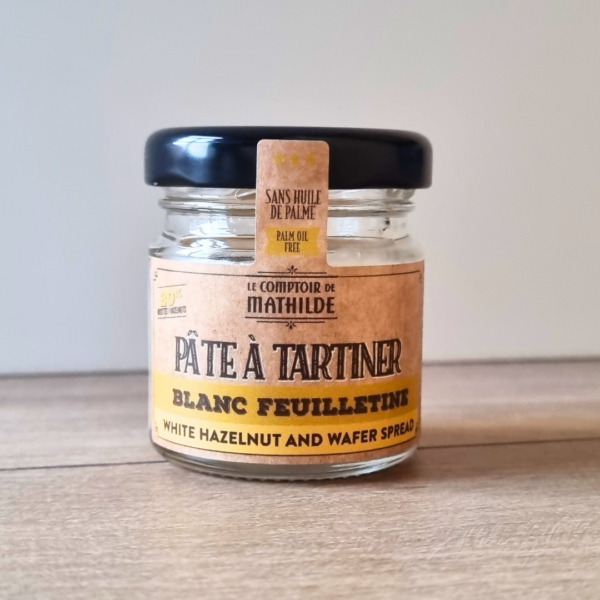 SANS HUILE
DE PALME
PALM OIL
FREE
LE COMPTOIR DE
MATHILDE
PÂTE À TARTINER
BLANC FEUILLETINE
WHITE HAZELNUT AND WAFER SPREAD